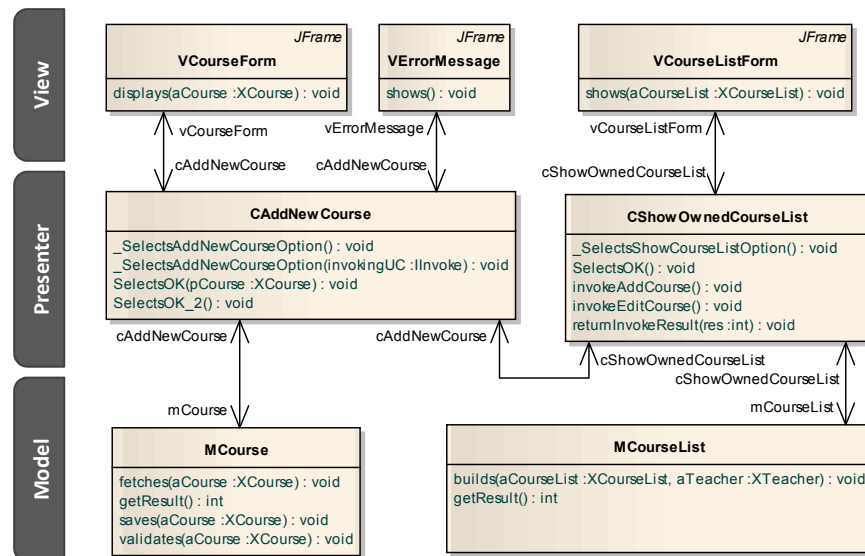 View
JFrame
VCourseForm
displays(aCourse :XCourse) : void
JFrame
VErrorMessage
shows() : void
JFrame
VCourseListForm
shows(aCourseList :XCourseList) : void
vCourseForm
cAddNewCourse
vErrorMessage
cAddNewCourse
vCourseListForm
cShowOwnedCourseList
Presenter
CAddNewCourse
_SelectsAddNewCourseOption() : void
_SelectsAddNewCourseOption(invokingUC :IInvoke) : void
SelectsOK(pCourse :XCourse) : void
SelectsOK_2() : void
CShowOwnedCourseList
_SelectsShowCourseListOption() : void
SelectsOK() : void
invokeAddCourse() : void
invokeEditCourse() : void
returnInvokeResult(res :int) : void
cAddNewCourse
cAddNewCourse
cShowOwnedCourseList
cShowOwnedCourseList
mCourse
mCourseList
Model
MCourse
fetches(aCourse :XCourse) : void
getResult() : int
saves(aCourse :XCourse) : void
validates(aCourse :XCourse) : void
MCourseList
builds(aCourseList :XCourseList, aTeacher :XTeacher) : void
getResult() : int